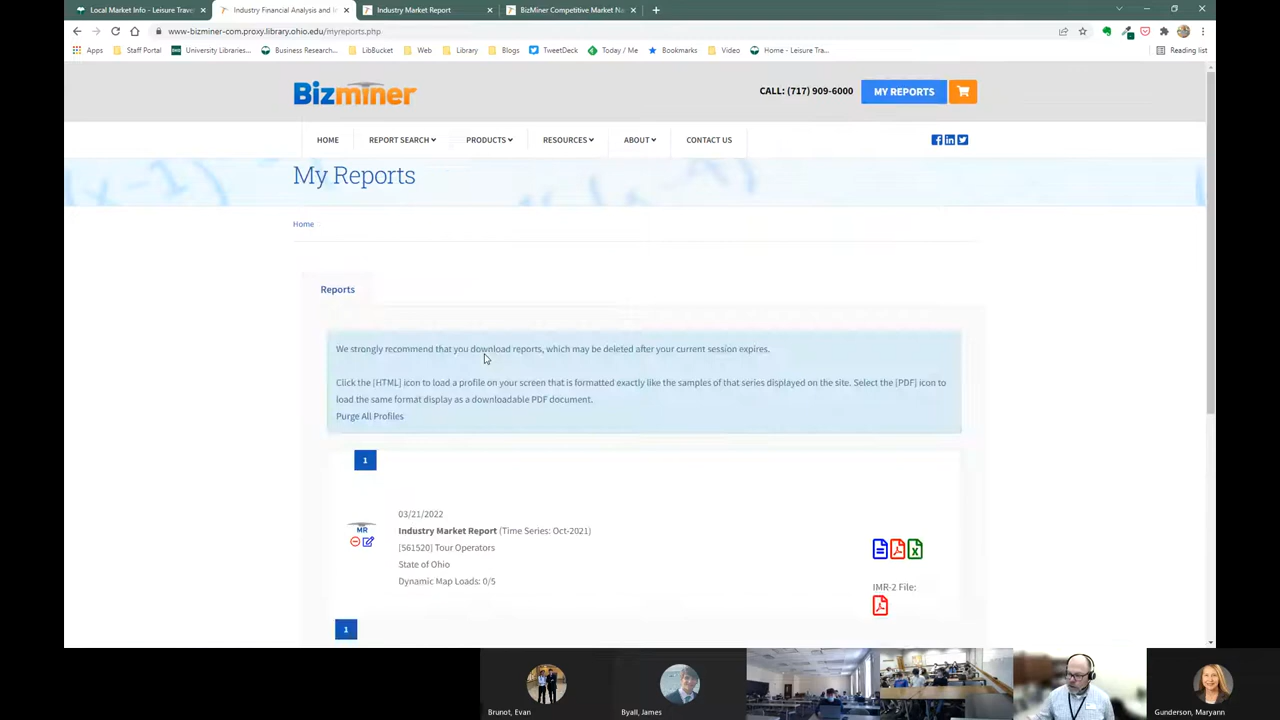 Local Market Info - Leisure Trave
Industry Financial Analysis and I
Industry Market Report
BizMiner Competitive Market Na
www-bizminer-com.proxy.library.ohio.edu/myreports.php
Apps
Staff Portal
University Libraries...
Business Research...
LibBucket
Web
Library
Blogs
TweetDeck
Today / Me
Bookmarks
Video
Home - Leisure Tra...
Reading list
Bizminer
CALL: (717) 909-6000
MY REPORTS
HOME
REPORT SEARCH
PRODUCTS
RESOURCES
ABOUT
CONTACT US
My Reports
Home
Reports
We strongly recommend that you download reports, which may be deleted after your current session expires.
Click the [HTML] icon to load a profile on your screen that is formatted exactly like the samples of that series displayed on the site. Select the [PDF] icon to
load the same format display as a downloadable PDF document.
Purge All Profiles
1
03/21/2022
MR
Industry Market Report (Time Series: Oct-2021)
[561520] Tour Operators
State of Ohio
Dynamic Map Loads: 0/5
IMR-2 File:
1
Brunot, Evan
Byall, James
Gunderson, Maryann